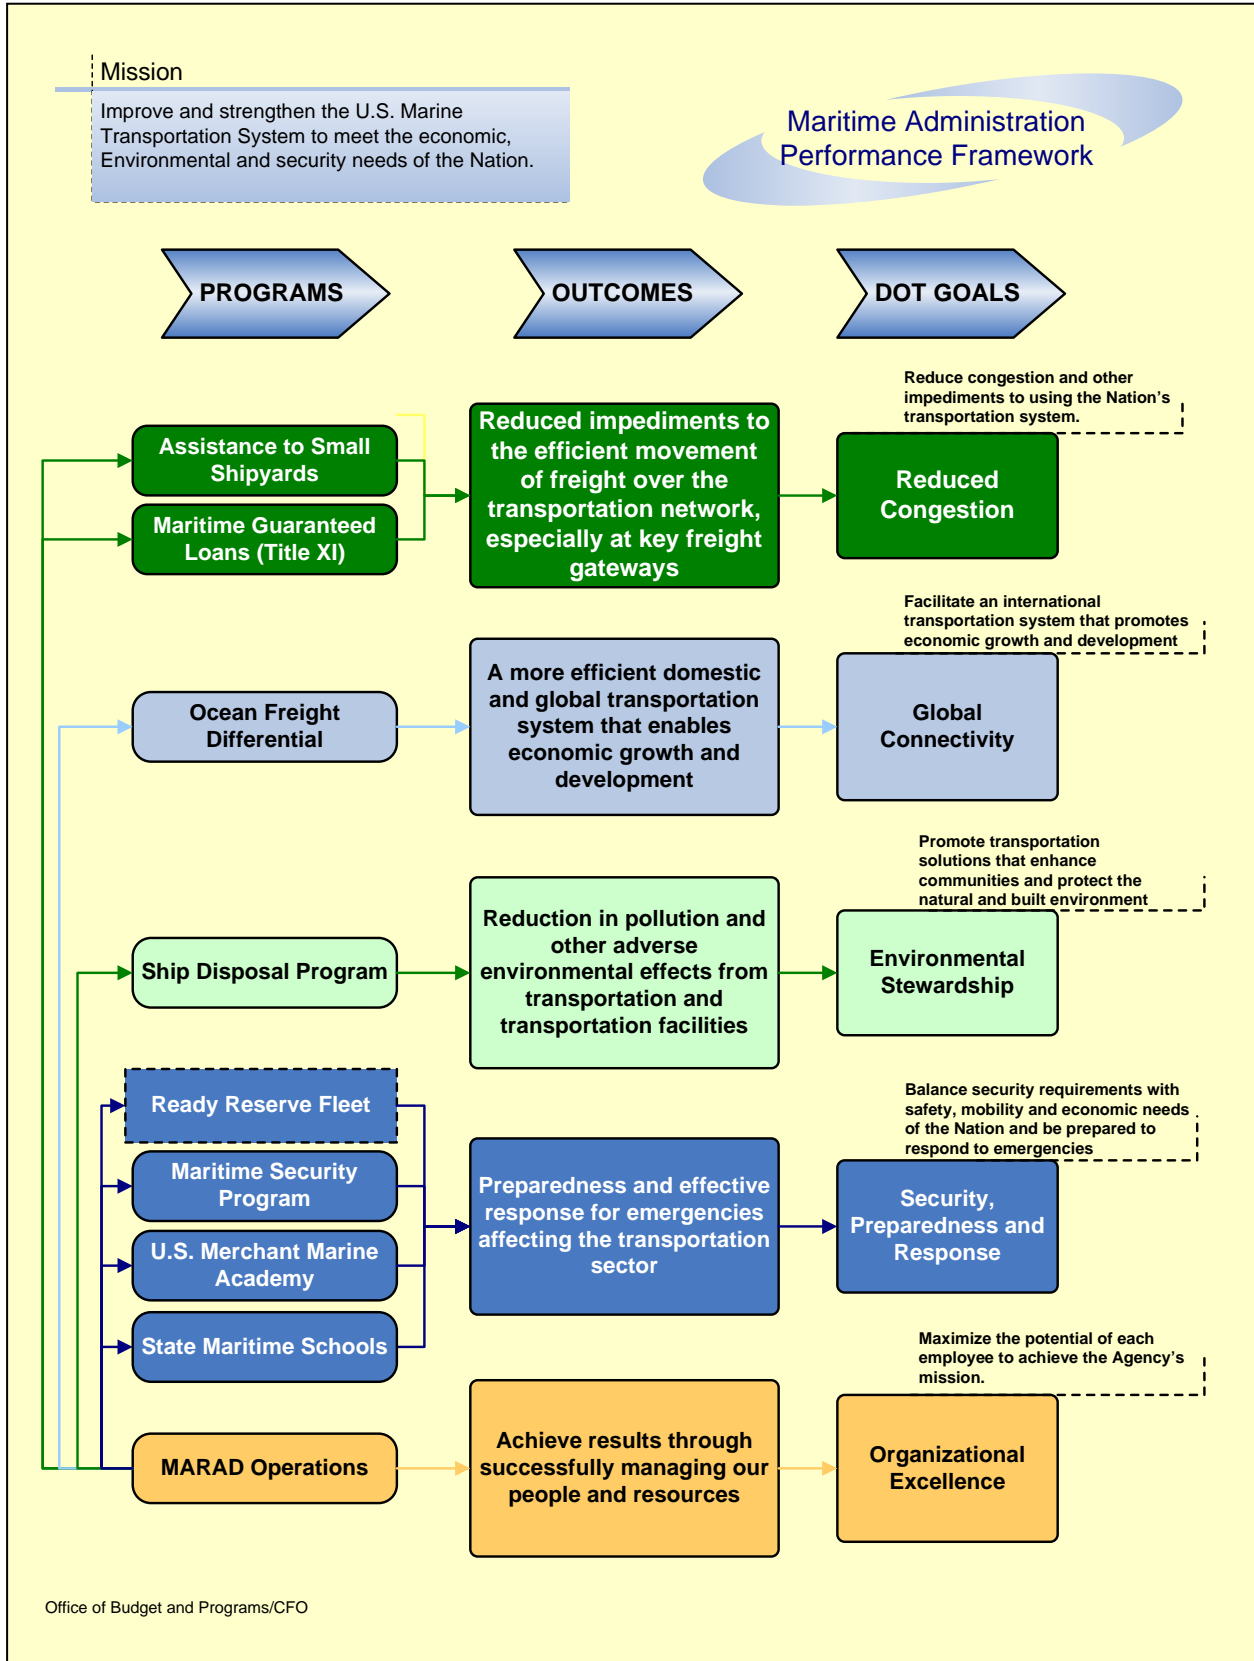 Mission
Improve and strengthen the U.S. Marine
Transportation System to meet the economic,
Environmental and security needs of the Nation.
Maritime Administration
Performance Framework
PROGRAMS
OUTCOMES
DOT GOALS
Reduce congestion and other
impediments to using the Nation's
transportation system.
Assistance to Small
Shipyards
Maritime Guaranteed
Loans (Title XI)
Reduced impediments to
the efficient movement
of freight over the
transportation network,
especially at key freight
gateways
Reduced
Congestion
Facilitate an international
transportation system that promotes
economic growth and development
Ocean Freight
Differential
A more efficient domestic
and global transportation
system that enables
economic growth and
development
Global
Connectivity
Promote transportation
solutions that enhance
communities and protect the
natural and built environment
Ship Disposal Program
Reduction in pollution and
other adverse
environmental effects from
transportation and
transportation facilities
Environmental
Stewardship
Balance security requirements with
safety, mobility and economic needs
of the Nation and be prepared to
respond to emergencies
Ready Reserve Fleet
Maritime Security
Program
U.S. Merchant Marine
Academy
State Maritime Schools
Preparedness and effective
response for emergencies
affecting the transportation
sector
Security,
Preparedness and
Response
Maximize the potential of each
employee to achieve the Agency's
mission.
MARAD Operations
Achieve results through
successfully managing our
people and resources
Organizational
Excellence
Office of Budget and Programs/CFO